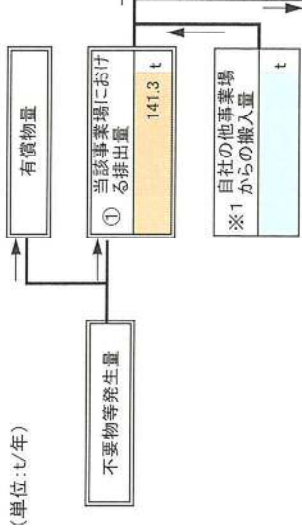 (単位:t/年)
不要物等発生量
有償物量
① 当該事業場におけ
る排出量
141.3 t
※1 自社の他事業場
からの搬入量
t